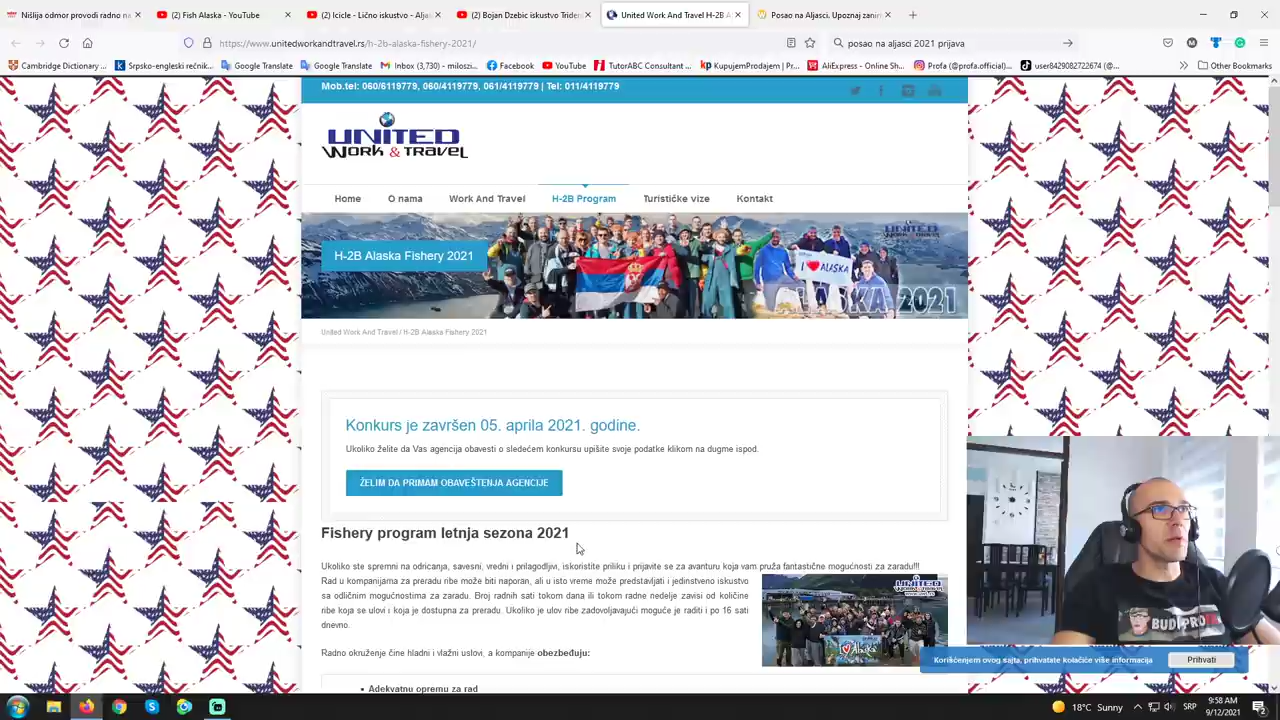 Nišlija odmor provodi radno n
(2) Fish Alaska - YouTube
(2) Icicle - Lično iskustvo - Alja
(2) Bojan Dzebic iskustvo Triden
United Work And Travel H-2B A
Posao na Aljasci. Upoznaj zanin
https://www.unitedworkandtravel.rs/h-2b-alaska-fishery-2021/
posao na aljasci 2021 prijava
Cambridge Dictionary ...
Srpsko-engleski rečnik...
Google Translate
Google Translate
Inbox (3,730) - miloszi...
Facebook
YouTube
TutorABC Consultant ...
KupujemProdajem | Pr...
AliExpress - Online Sh...
Profa (@profa.official)...
user8429082722674 (@...
Other Bookmarks
Mob.tel: 060/6119779, 060/4119779, 061/4119779 | Tel: 011/4119779
UNITED
Work & Travel
Home
O nama
Work And Travel
H-2B Program
Turističke vize
Kontakt
H-2B Alaska Fishery 2021
I ALASKA
ALASKA 2021
United Work And Travel / H-2B Alaska Fishery 2021
Konkurs je završen 05. aprila 2021. godine.
Ukoliko želite da Vas agencija obavesti o sledećem konkursu upišite svoje podatke klikom na dugme ispod.
ŽELIM DA PRIMAM OBAVEŠTENJA AGENCIJE
Fishery program letnja sezona 2021
Ukoliko ste spremni na odricanja, savesni, vredni i prilagodljivi, iskoristite priliku i prijavite se za avanturu koja vam pruža fantastične mogućnosti za zaradu!!!
Rad u kompanijama za preradu ribe može biti naporan, ali u isto vreme može predstavljati i jedinstveno iskustvo
sa odličnim mogućnostima za zaradu. Broj radnih sati tokom dana ili tokom radne nedelje zavisi od količine
ribe koja se ulovi i koja je dostupna za preradu. Ukoliko je ulov ribe zadovoljavajući moguće je raditi i po 16 sati
dnevno.
Radno okruženje čine hladni i vlažni uslovi, a kompanije obezbeđuju:
▪ Adekvatnu opremu za rad
BUDI PROFA
Korišćenjem ovog sajta, prihvatate kolačiće više informacija
Prihvati
18°C Sunny
SRP
9:58 AM
9/12/2021
2